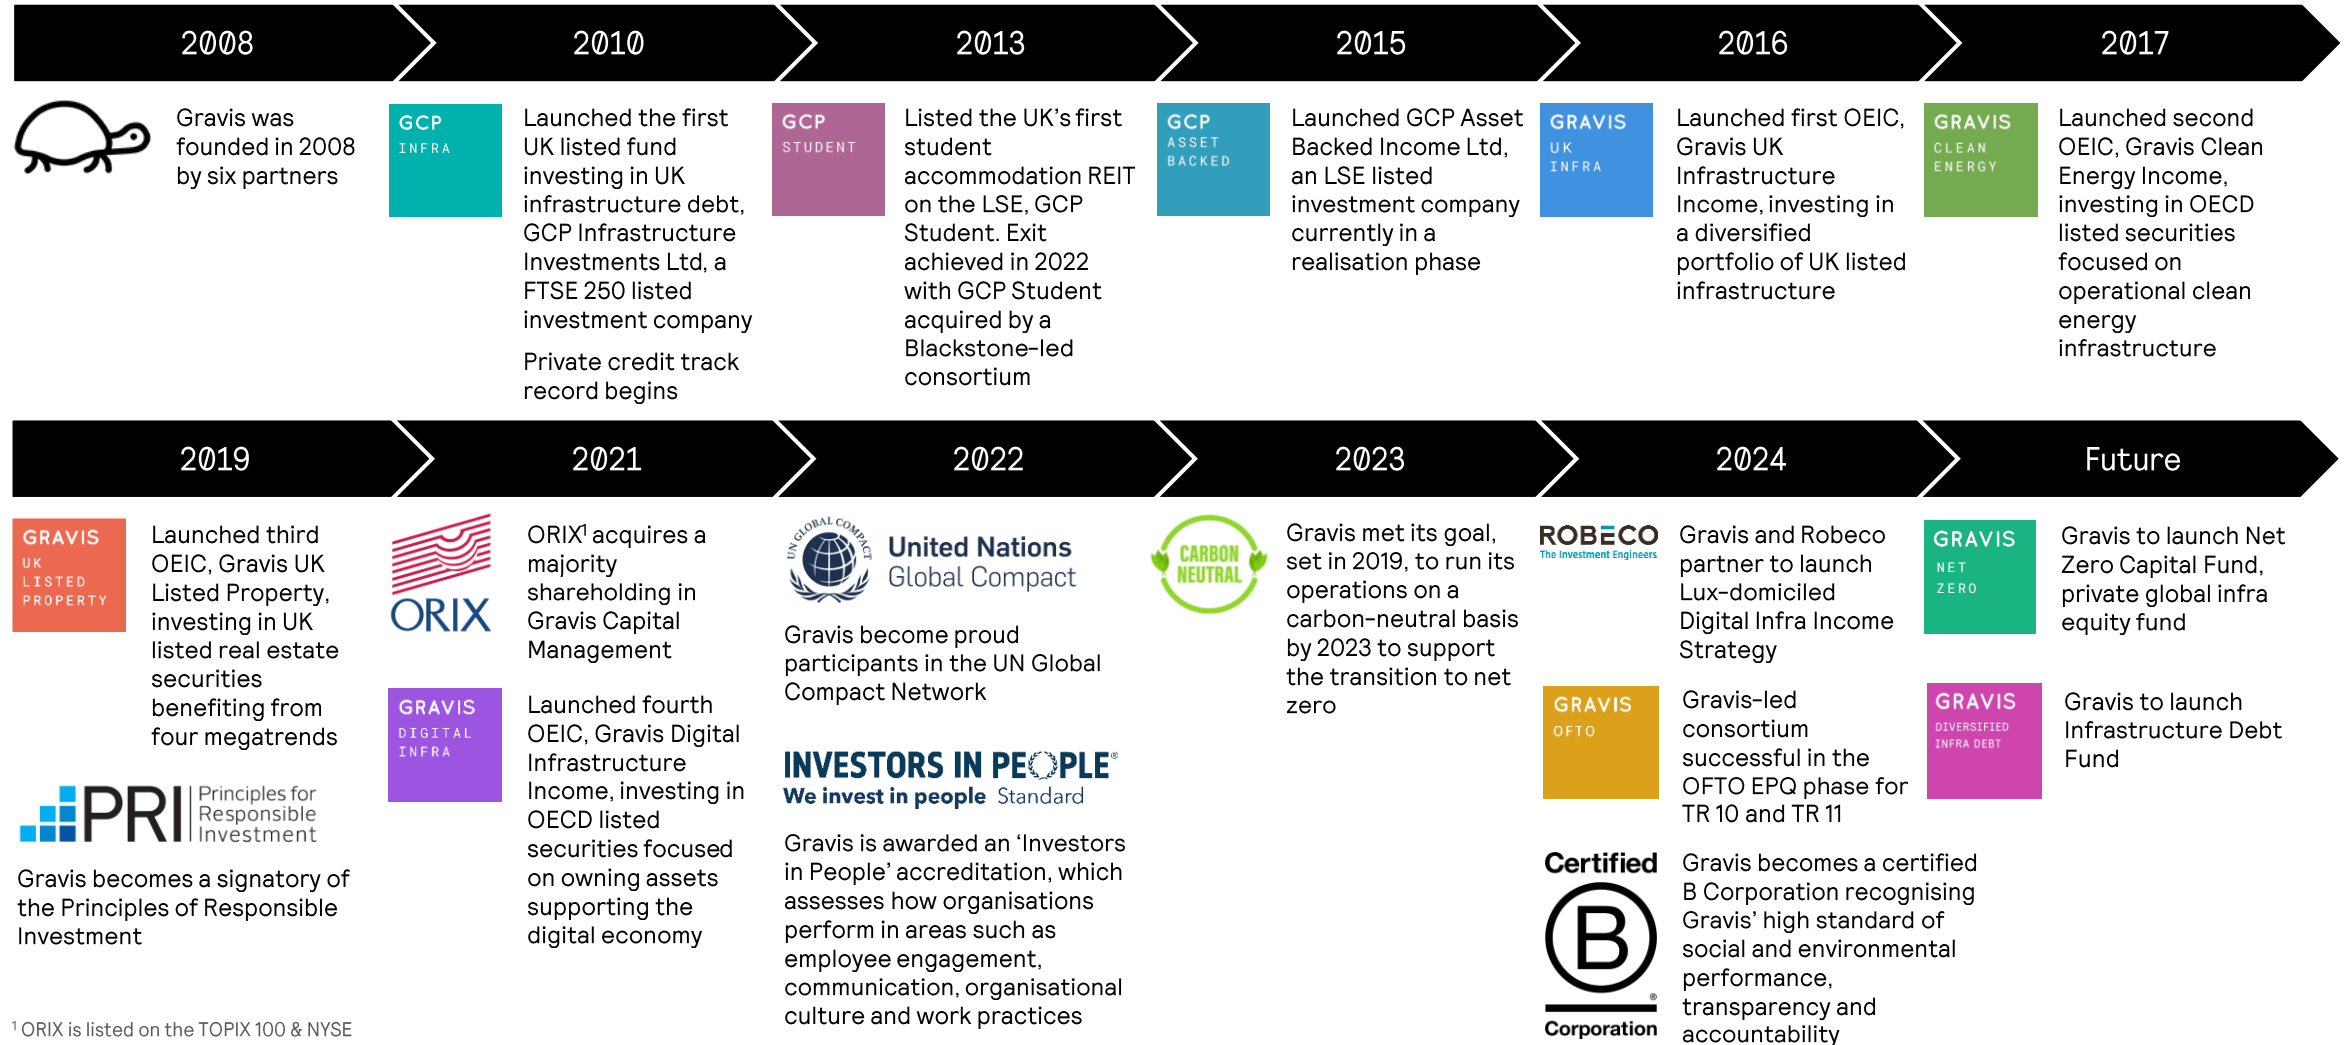 2008
2010
2013
2015
2016
2017
Gravis was
founded in 2008
by six partners
GCP
INFRA
Launched the first
UK listed fund
investing in UK
infrastructure debt,
GCP Infrastructure
Investments Ltd, a
FTSE 250 listed
investment company
Private credit track
record begins
GCP
STUDENT
Listed the UK's first
student
accommodation REIT
on the LSE, GCP
Student. Exit
achieved in 2022
with GCP Student
acquired by a
Blackstone-led
consortium
GCP
ASSET
BACKED
Launched GCP Asset
Backed Income Ltd,
an LSE listed
investment company
currently in a
realisation phase
GRAVIS
UK
INFRA
Launched first OEIC,
Gravis UK
Infrastructure
Income, investing in
a diversified
portfolio of UK listed
infrastructure
GRAVIS
CLEAN
ENERGY
Launched second
OEIC, Gravis Clean
Energy Income,
investing in OECD
listed securities
focused on
operational clean
energy
infrastructure
2019
2021
2022
2023
2024
Future
GRAVIS
UK
LISTED
PROPERTY
Launched third
OEIC, Gravis UK
Listed Property,
investing in UK
listed real estate
securities
benefiting from
four megatrends
PRI
Principles for
Responsible
Investment
Gravis becomes a signatory of
the Principles of Responsible
Investment
ORIX
ORIX¹ acquires a
majority
shareholding in
Gravis Capital
Management
GRAVIS
DIGITAL
INFRA
Launched fourth
OEIC, Gravis Digital
Infrastructure
Income, investing in
OECD listed
securities focused
on owning assets
supporting the
digital economy
UN GLOBAL COMPACT
United Nations
Global Compact
Gravis become proud
participants in the UN Global
Compact Network
INVESTORS IN PEOPLE®
We invest in people Standard
Gravis is awarded an ‘Investors
in People’ accreditation, which
assesses how organisations
perform in areas such as
employee engagement,
communication, organisational
culture and work practices
CARBON
NEUTRAL
Gravis met its goal,
set in 2019, to run its
operations on a
carbon-neutral basis
by 2023 to support
the transition to net
zero
ROBECO
The Investment Engineers
Gravis and Robeco
partner to launch
Lux-domiciled
Digital Infra Income
Strategy
GRAVIS
OFTO
Gravis-led
consortium
successful in the
OFTO EPQ phase for
TR 10 and TR 11
Certified
B
®
Corporation
Gravis becomes a certified
B Corporation recognising
Gravis’ high standard of
social and environmental
performance,
transparency and
accountability
GRAVIS
NET
ZERO
Gravis to launch Net
Zero Capital Fund,
private global infra
equity fund
GRAVIS
DIVERSIFIED
INFRA DEBT
Gravis to launch
Infrastructure Debt
Fund
¹ ORIX is listed on the TOPIX 100 & NYSE